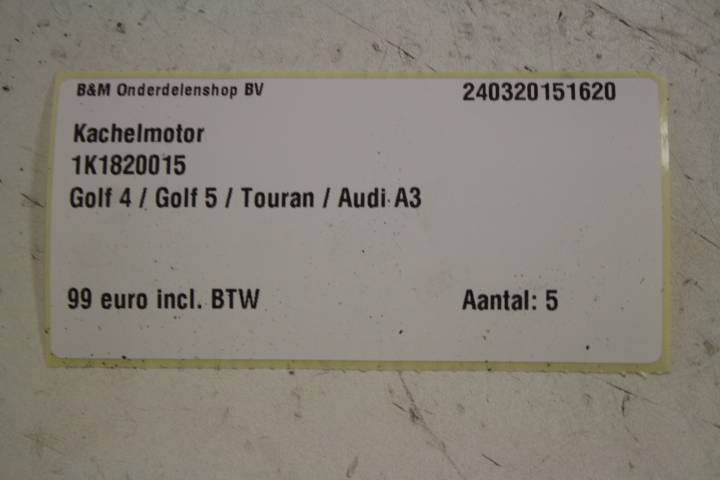 B&M Onderdelenshop BV 240320151620
Kachelmotor
1K1820015
Golf 4 / Golf 5 / Touran / Audi A3
99 euro incl. BTW Aantal: 5